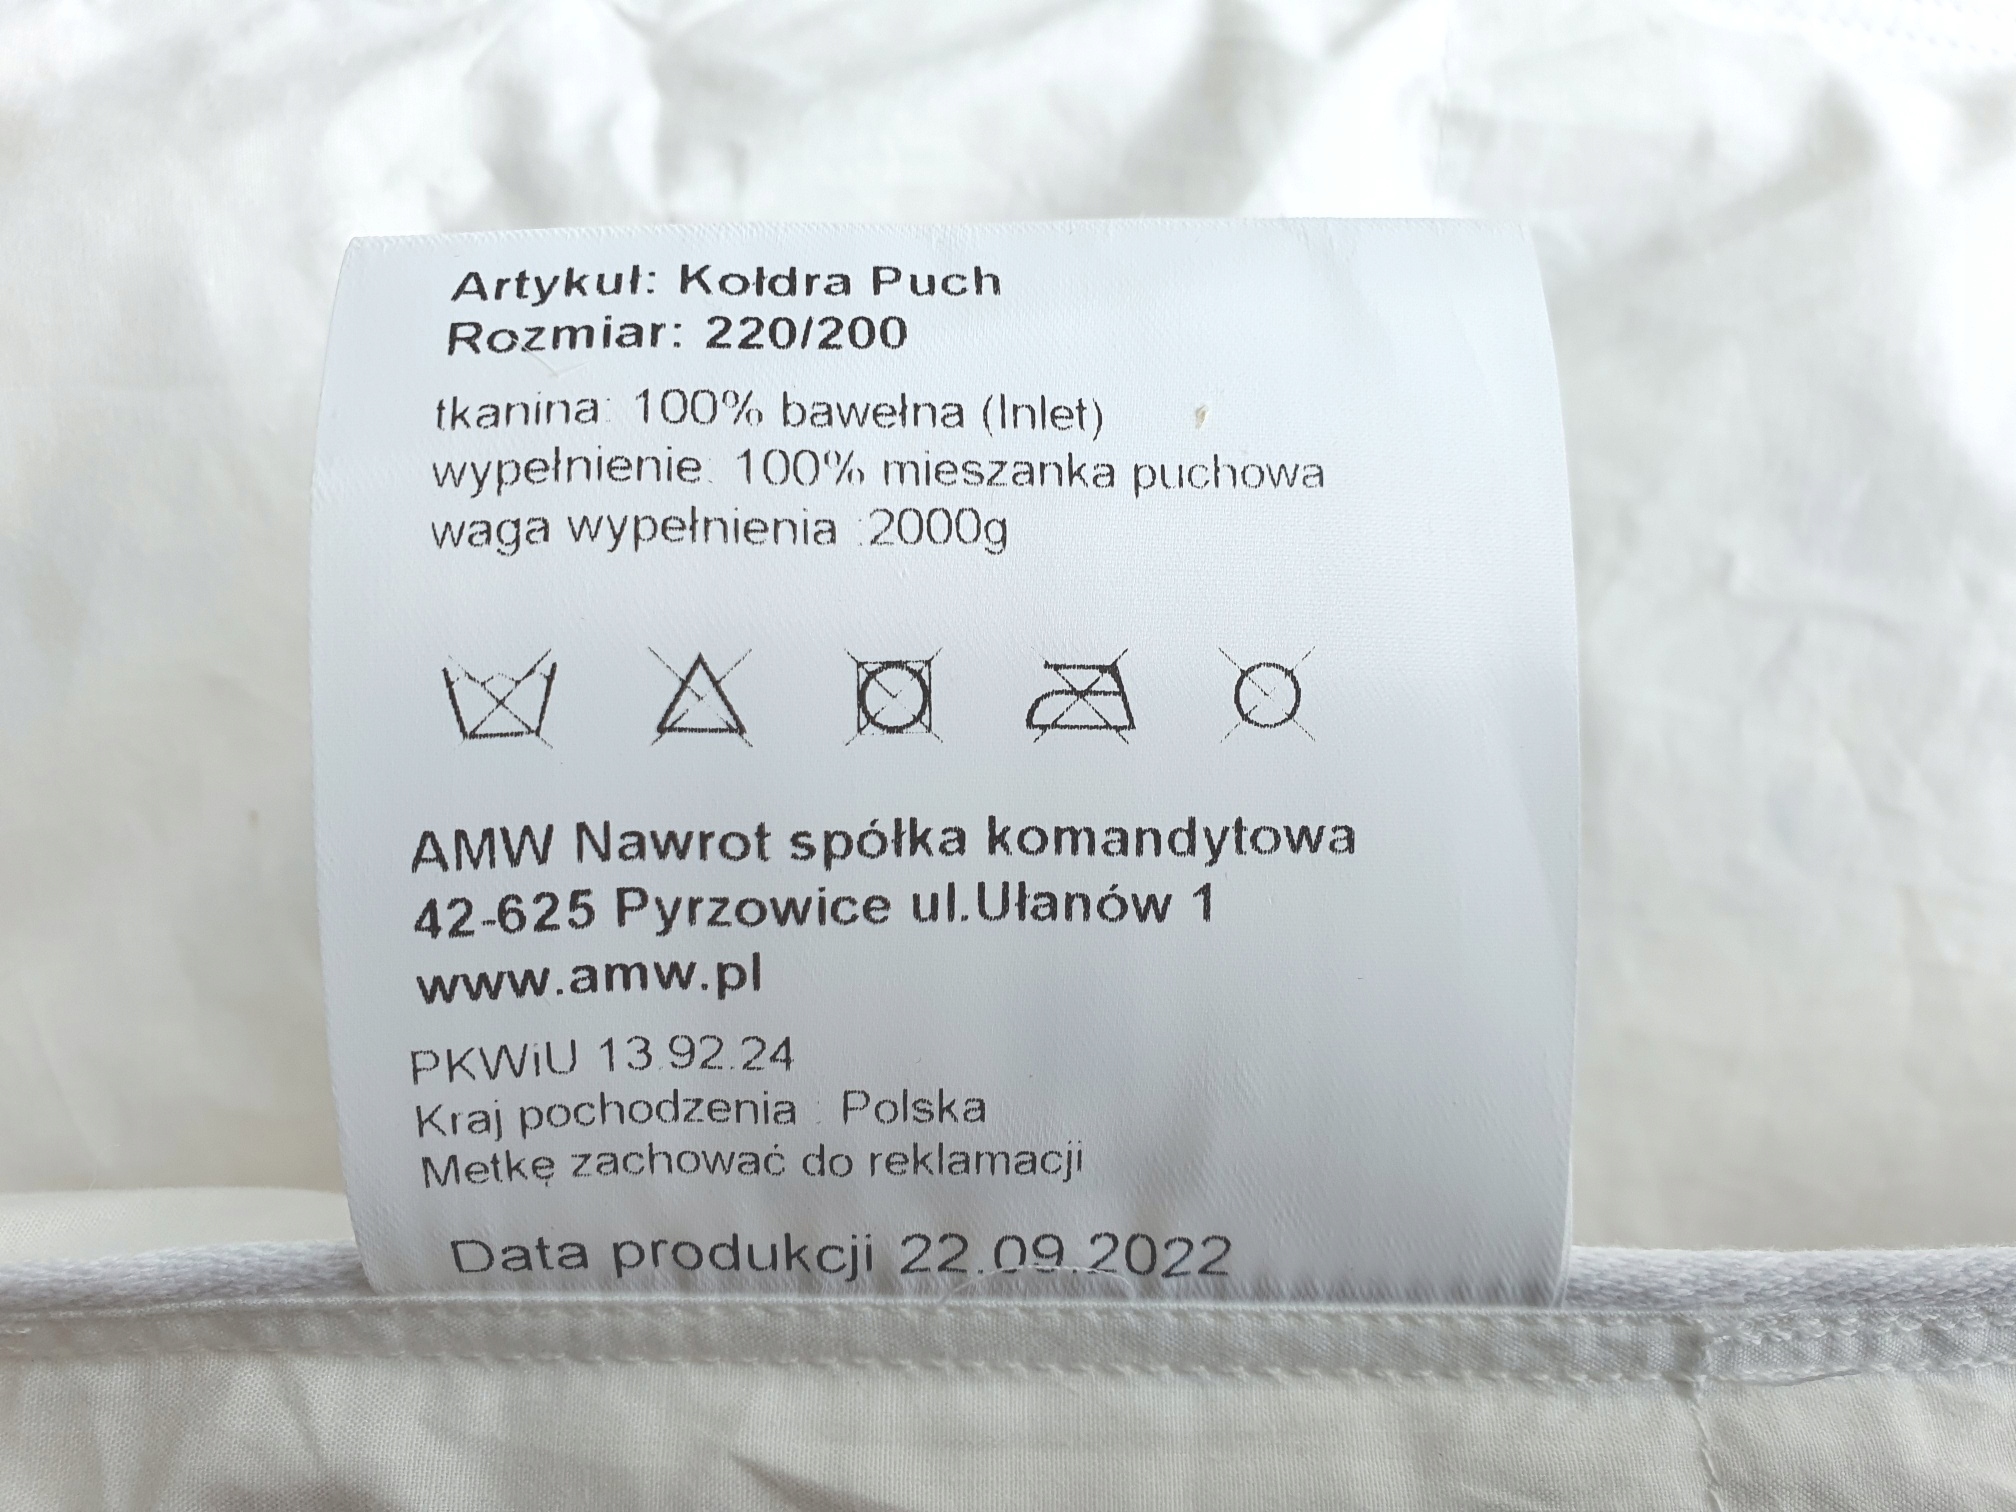 Artykuł: Kołdra Puch
Rozmiar: 220/200
tkanina: 100% bawełna (Inlet)
wypełnienie: 100% mieszanka puchowa
waga wypełnienia :2000g
AMW Nawrot spółka komandytowa
42-625 Pyrzowice ul.Ułanów 1
www.amw.pl
PKWiU 13.92.24
Kraj pochodzenia : Polska
Metkę zachować do reklamacji
Data produkcji 22.09.2022